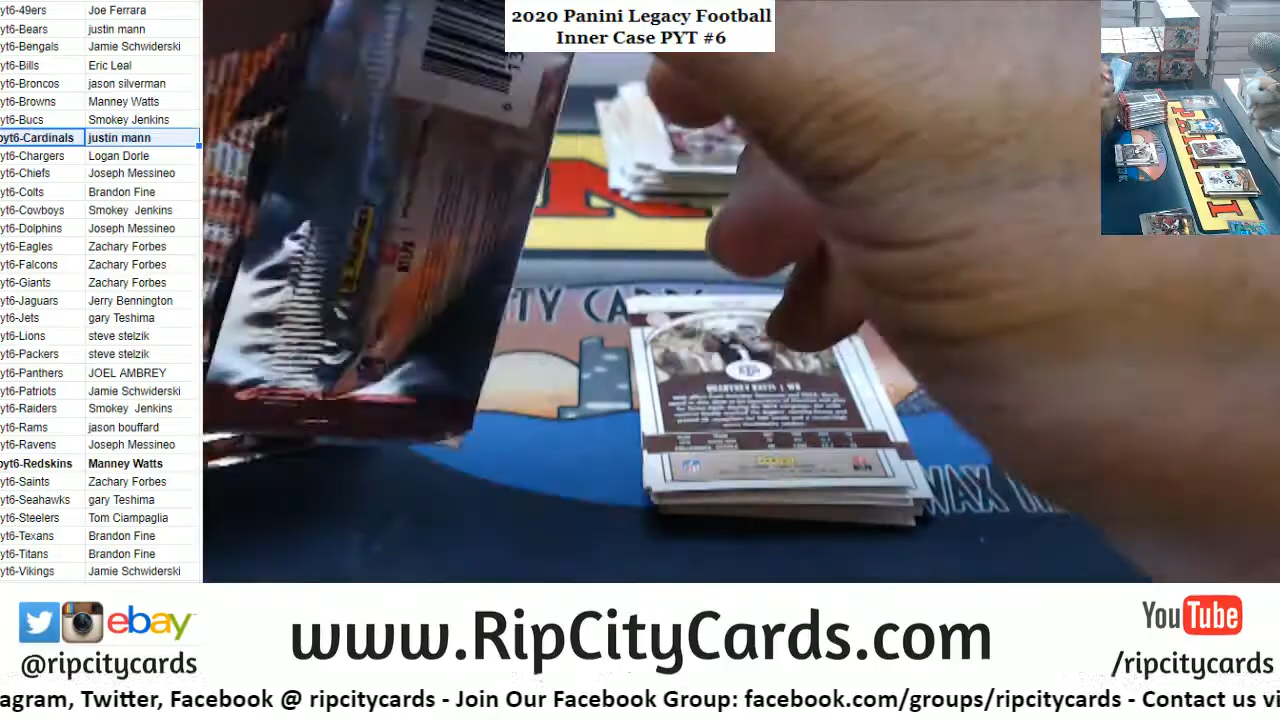 2020 Panini Legacy Football
Inner Case PYT #6
yt6-49ers Joe Ferrara
yt6-Bears justin mann
yt6-Bengals Jamie Schwiderski
yt6-Bills Eric Leal
yt6-Broncos jason silverman
yt6-Browns Manney Watts
yt6-Bucs Smokey Jenkins
pyt6-Cardinals justin mann
yt6-Chargers Logan Dorle
yt6-Chiefs Joseph Messineo
yt6-Colts Brandon Fine
yt6-Cowboys Smokey Jenkins
yt6-Dolphins Joseph Messineo
yt6-Eagles Zachary Forbes
yt6-Falcons Zachary Forbes
yt6-Giants Zachary Forbes
yt6-Jaguars Jerry Bennington
yt6-Jets gary Teshima
yt6-Lions steve stelzik
yt6-Packers steve stelzik
yt6-Panthers JOEL AMBREY
yt6-Patriots Jamie Schwiderski
yt6-Raiders Smokey Jenkins
yt6-Rams jason bouffard
yt6-Ravens Joseph Messineo
pyt6-Redskins Manney Watts
yt6-Saints Zachary Forbes
yt6-Seahawks gary Teshima
yt6-Steelers Tom Ciampaglia
yt6-Texans Brandon Fine
yt6-Titans Brandon Fine
yt6-Vikings Jamie Schwiderski
ITY CARDS
QUARTNEY DAVIS | WR
WAX
ebay
@ripcitycards
www.RipCityCards.com
YouTube
/ripcitycards
agram, Twitter, Facebook @ ripcitycards - Join Our Facebook Group: facebook.com/groups/ripcitycards - Contact us vi